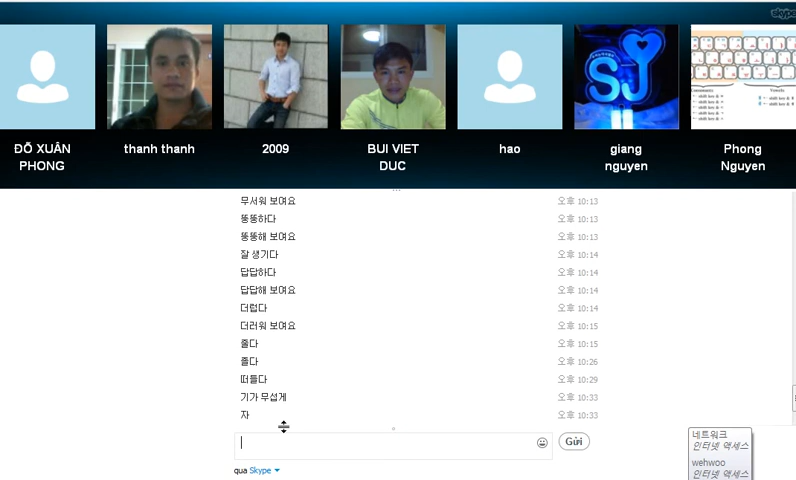 skype
ĐỖ XUÂN PHONG
thanh thanh
2009
BUI VIET DUC
hao
giang nguyen
SJ
Phong Nguyen
무서워 보여요 오후 10:13
뚱뚱하다 오후 10:13
뚱뚱해 보여요 오후 10:13
잘 생기다 오후 10:14
답답하다 오후 10:14
답답해 보여요 오후 10:14
더럽다 오후 10:14
더러워 보여요 오후 10:15
줄다 오후 10:15
졸다 오후 10:26
떠들다 오후 10:29
기가 무섭게 오후 10:33
자 오후 10:33
Gửi
qua Skype
네트워크
인터넷 액세스
wehwoo
인터넷 액세스